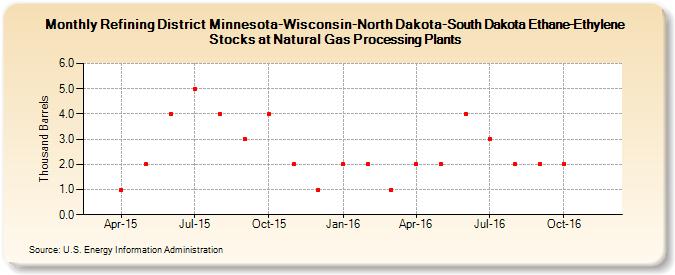 Monthly Refining District Minnesota-Wisconsin-North Dakota-South Dakota Ethane-Ethylene
Stocks at Natural Gas Processing Plants
Thousand Barrels
6.0
5.0
4.0
3.0
2.0
1.0
0.0
Apr-15 Jul-15 Oct-15 Jan-16 Apr-16 Jul-16 Oct-16
Source: U.S. Energy Information Administration